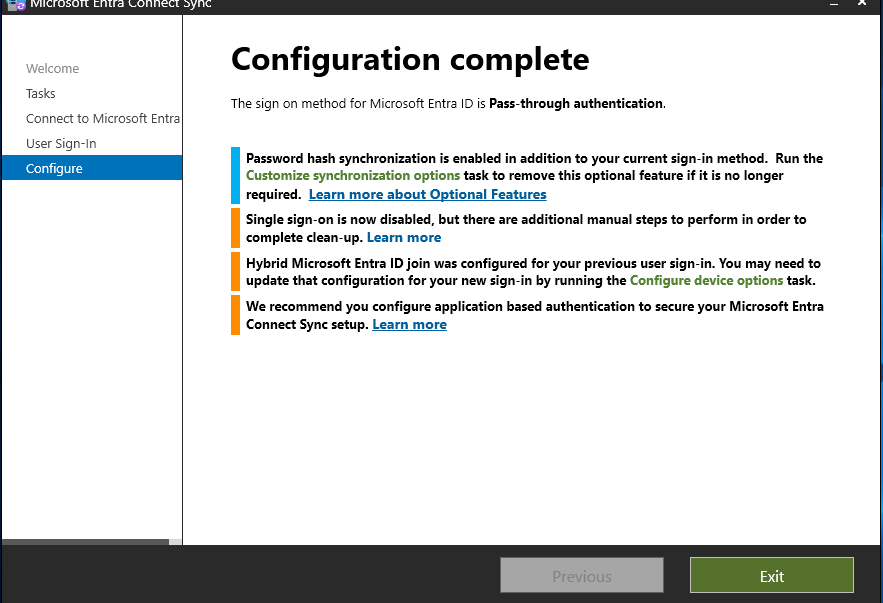 Microsoft Entra Connect Sync
Welcome
Tasks
Connect to Microsoft Entra
User Sign-In
Configure
Configuration complete
The sign on method for Microsoft Entra ID is Pass-through authentication.
Password hash synchronization is enabled in addition to your current sign-in method.  Run the
Customize synchronization options task to remove this optional feature if it is no longer
required.  Learn more about Optional Features
Single sign-on is now disabled, but there are additional manual steps to perform in order to
complete clean-up. Learn more
Hybrid Microsoft Entra ID join was configured for your previous user sign-in. You may need to
update that configuration for your new sign-in by running the Configure device options task.
We recommend you configure application based authentication to secure your Microsoft Entra
Connect Sync setup. Learn more
Previous
Exit